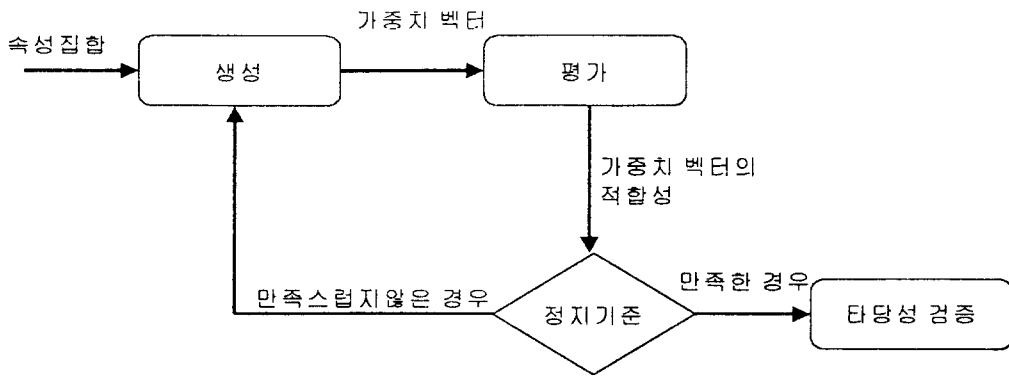 속성집합
생성
가중치 벡터
평가
가중치 벡터의
적합성
만족스럽지않은 경우
정지기준
만족한 경우
타당성 검증